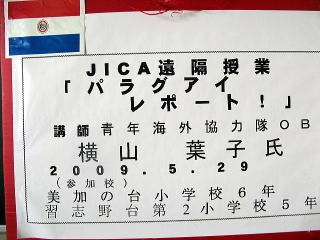 JICA遠隔授業
「パラグアイ
レポート!」
講師青年海外協力隊OB
横山 葉子氏
2009.5.29
(参加校)
美加の台小学校6年
習志野台第2小学校5年